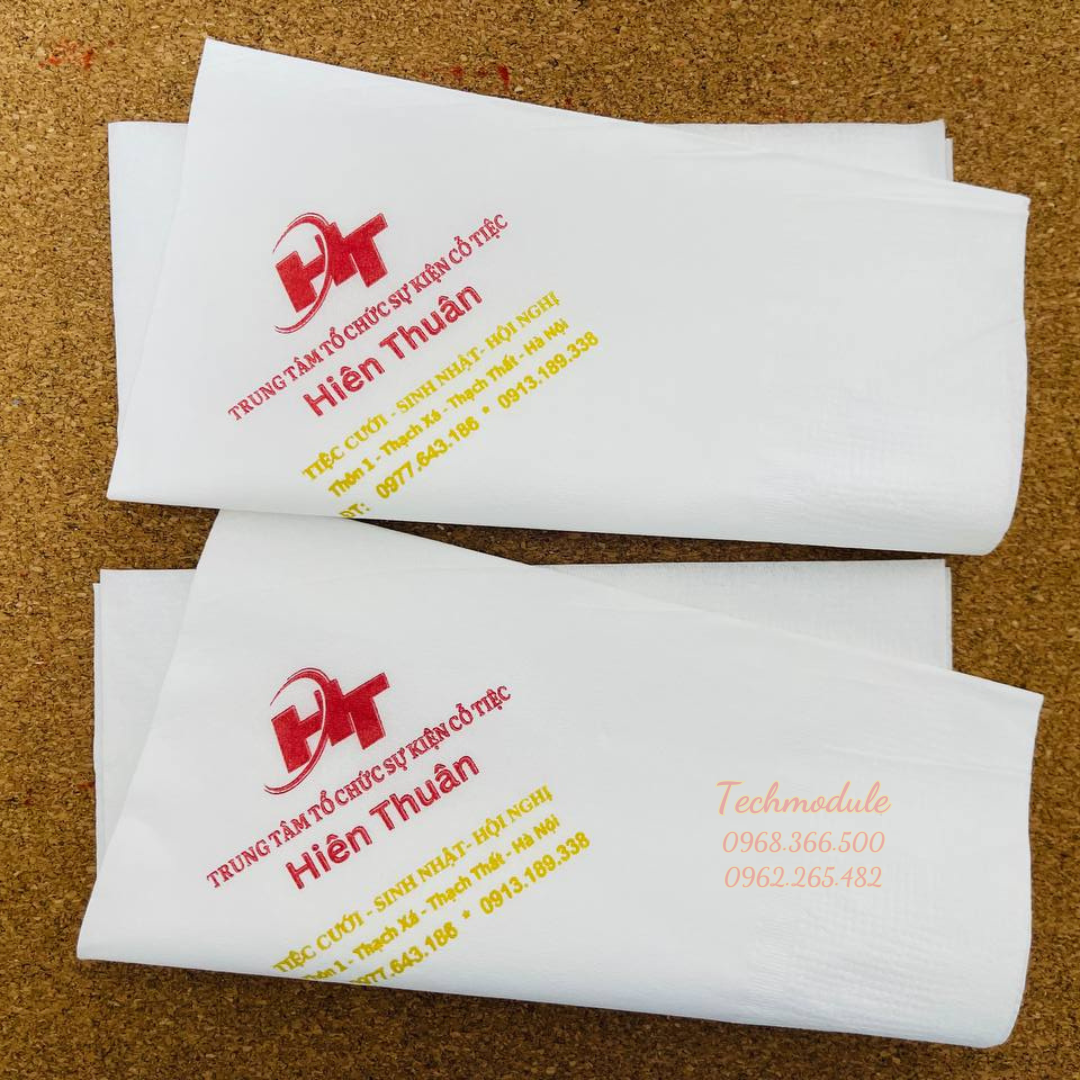 HT
TRUNG TÂM TỔ CHỨC SỰ KIỆN CỖ TIỆC
Hiên Thuân
TIỆC CƯỚI - SINH NHẬT - HỘI NGHỊ
Thôn 1 - Thạch Xá - Thạch Thất - Hà Nội
ĐT: 0977.643.186 * 0913.189.338
HT
TRUNG TÂM TỔ CHỨC SỰ KIỆN CỖ TIỆC
Hiên Thuân
TIỆC CƯỚI - SINH NHẬT - HỘI NGHỊ
Thôn 1 - Thạch Xá - Thạch Thất - Hà Nội
977.643.186 * 0913.189.338
Techmodule
0968.366.500
0962.265.482